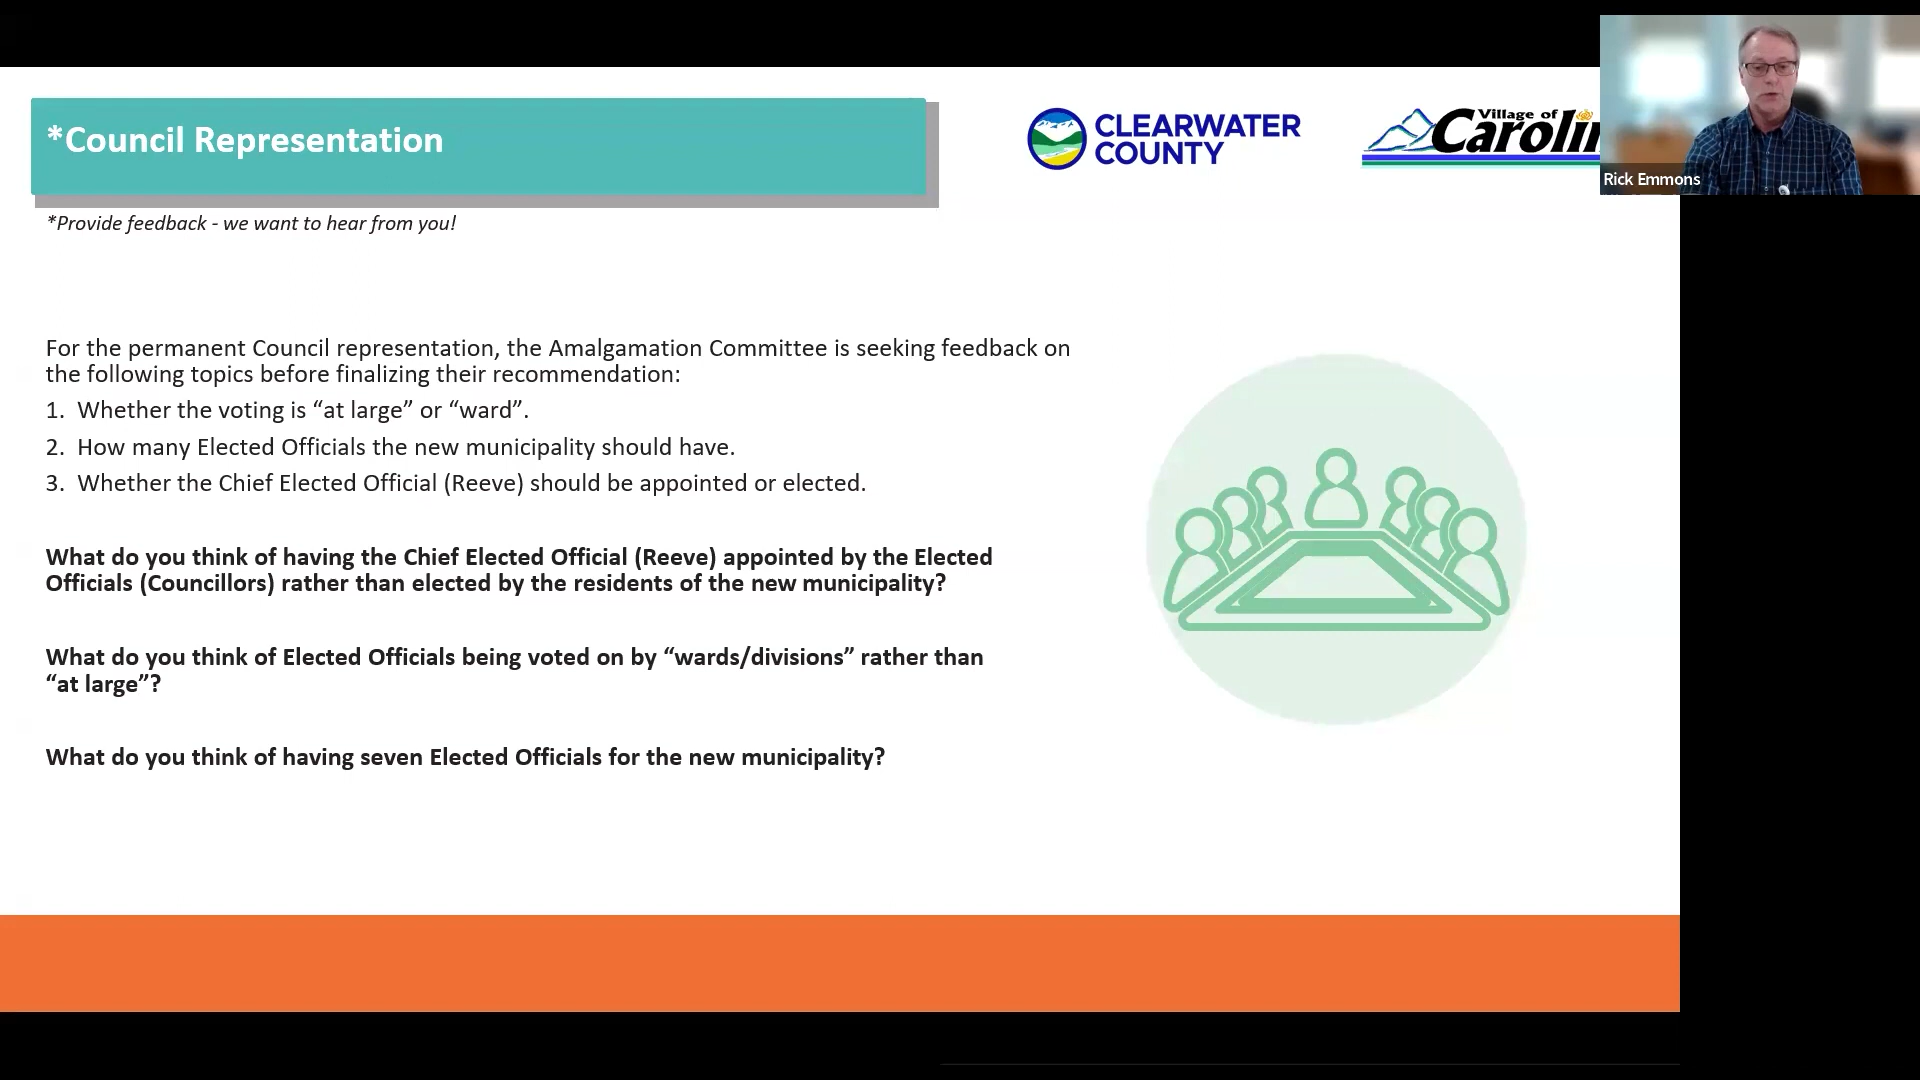 *Council Representation
CLEARWATER
COUNTY
Village of
Rick Emmons
*Provide feedback - we want to hear from you!
For the permanent Council representation, the Amalgamation Committee is seeking feedback on
the following topics before finalizing their recommendation:
1. Whether the voting is “at large” or “ward”.
2. How many Elected Officials the new municipality should have.
3. Whether the Chief Elected Official (Reeve) should be appointed or elected.
What do you think of having the Chief Elected Official (Reeve) appointed by the Elected
Officials (Councillors) rather than elected by the residents of the new municipality?
What do you think of Elected Officials being voted on by “wards/divisions” rather than
“at large”?
What do you think of having seven Elected Officials for the new municipality?